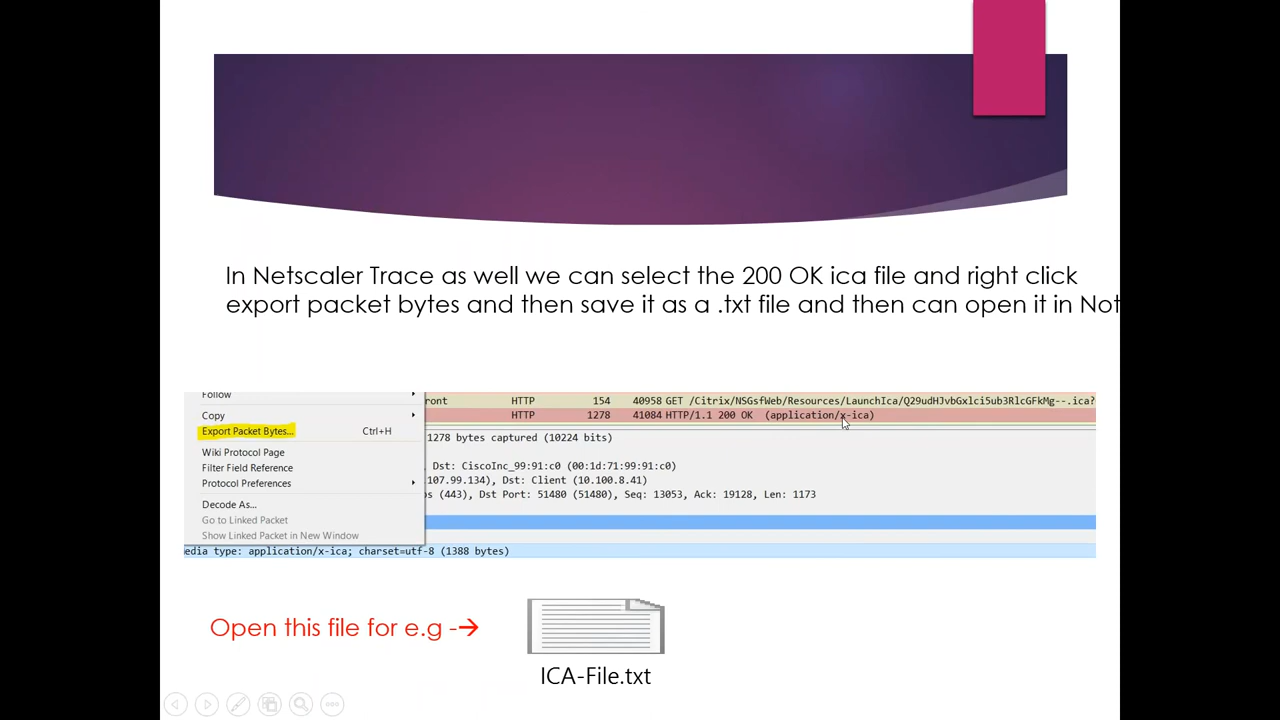 In Netscaler Trace as well we can select the 200 OK ica file and right click
export packet bytes and then save it as a .txt file and then can open it in Not
Follow
ront HTTP 154 40958 GET /Citrix/NSGsfWeb/Resources/LaunchIca/Q29udHJvbGxlci5ub3RlcGFkMg--.ica?
Copy
HTTP 1278 41084 HTTP/1.1 200 OK (application/x-ica)
Export Packet Bytes... Ctrl+H
1278 bytes captured (10224 bits)
Wiki Protocol Page
Filter Field Reference
, Dst: CiscoInc_99:91:c0 (00:1d:71:99:91:c0)
Protocol Preferences
107.99.134), Dst: Client (10.100.8.41)
s (443), Dst Port: 51480 (51480), Seq: 13053, Ack: 19128, Len: 1173
Decode As...
Go to Linked Packet
Show Linked Packet in New Window
edia type: application/x-ica; charset=utf-8 (1388 bytes)
Open this file for e.g -→
ICA-File.txt